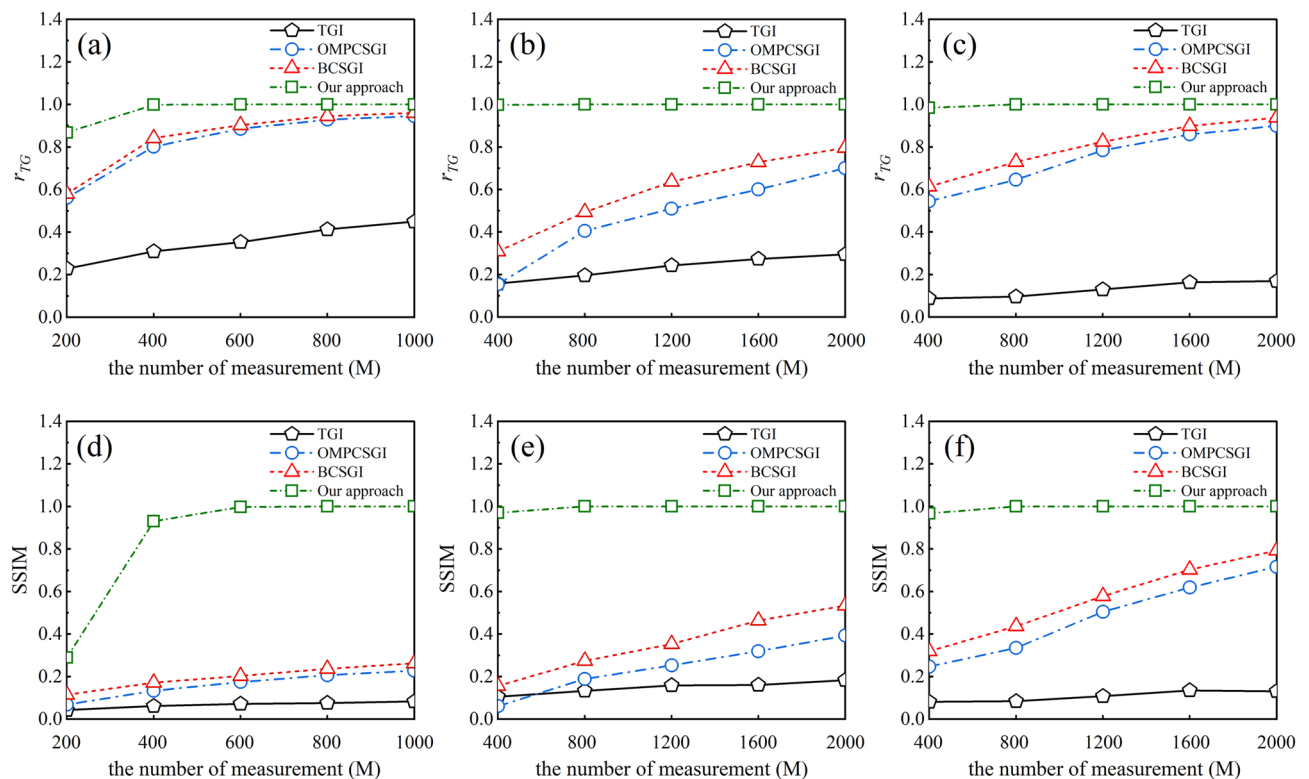 (a)
TGI
OMPCSGI
BCSGI
Our approach
1.4
1.2
1.0
0.8
0.6
0.4
0.2
0.0
r_TG
200 400 600 800 1000
the number of measurement (M)
(b)
TGI
OMPCSGI
BCSGI
Our approach
1.4
1.2
1.0
0.8
0.6
0.4
0.2
0.0
r_TG
400 800 1200 1600 2000
the number of measurement (M)
(c)
TGI
OMPCSGI
BCSGI
Our approach
1.4
1.2
1.0
0.8
0.6
0.4
0.2
0.0
r_TG
400 800 1200 1600 2000
the number of measurement (M)
(d)
TGI
OMPCSGI
BCSGI
Our approach
1.4
1.2
1.0
0.8
0.6
0.4
0.2
0.0
SSIM
200 400 600 800 1000
the number of measurement (M)
(e)
TGI
OMPCSGI
BCSGI
Our approach
1.4
1.2
1.0
0.8
0.6
0.4
0.2
0.0
SSIM
400 800 1200 1600 2000
the number of measurement (M)
(f)
TGI
OMPCSGI
BCSGI
Our approach
1.4
1.2
1.0
0.8
0.6
0.4
0.2
0.0
SSIM
400 800 1200 1600 2000
the number of measurement (M)